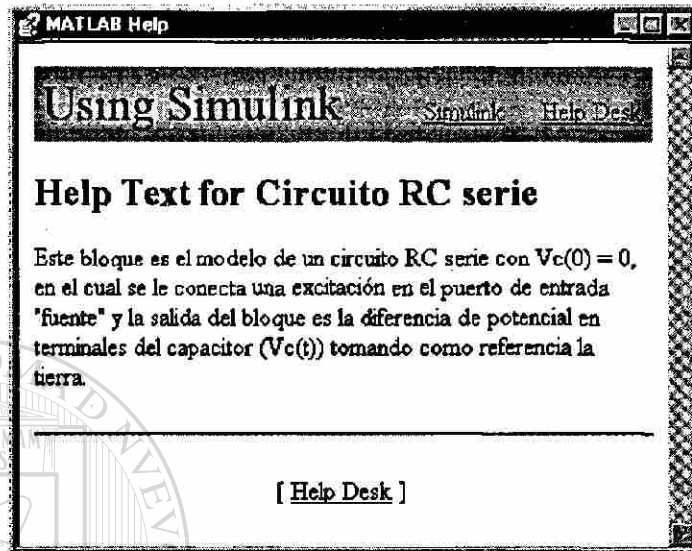 MATLAB Help
Using Simulink Simulink Help Desk
Help Text for Circuito RC serie
Este bloque es el modelo de un circuito RC serie con Vc(0) = 0,
en el cual se le conecta una excitación en el puerto de entrada
"fuente" y la salida del bloque es la diferencia de potencial en
terminales del capacitor (Vc(t)) tomando como referencia la
tierra.
[ Help Desk ]